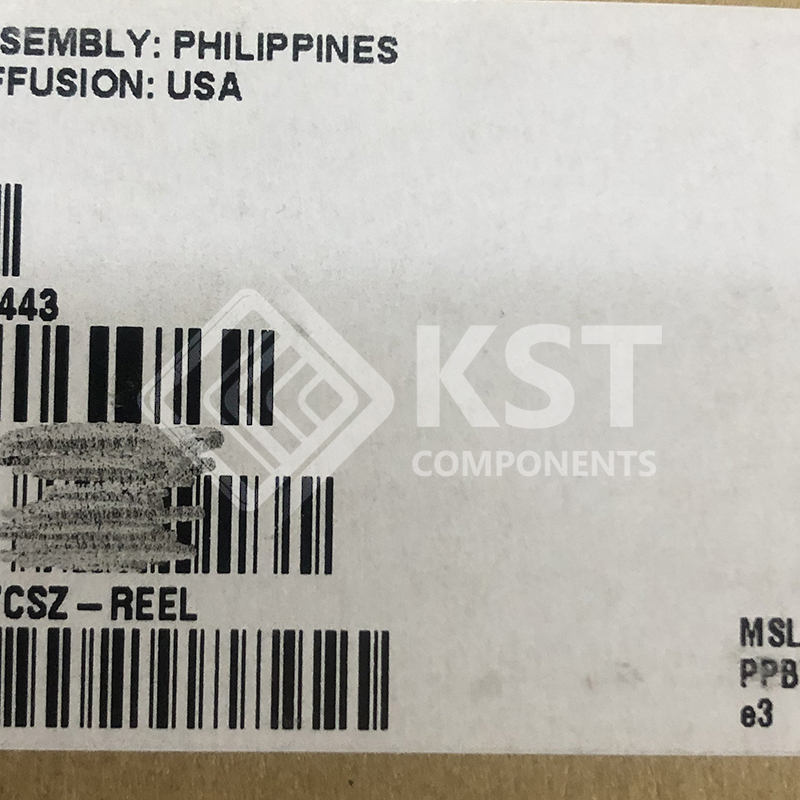 SEMBLY: PHILIPPINES
FFUSION: USA
443
KST
COMPONENTS
CSZ-REEL
MSL
PPB
e3